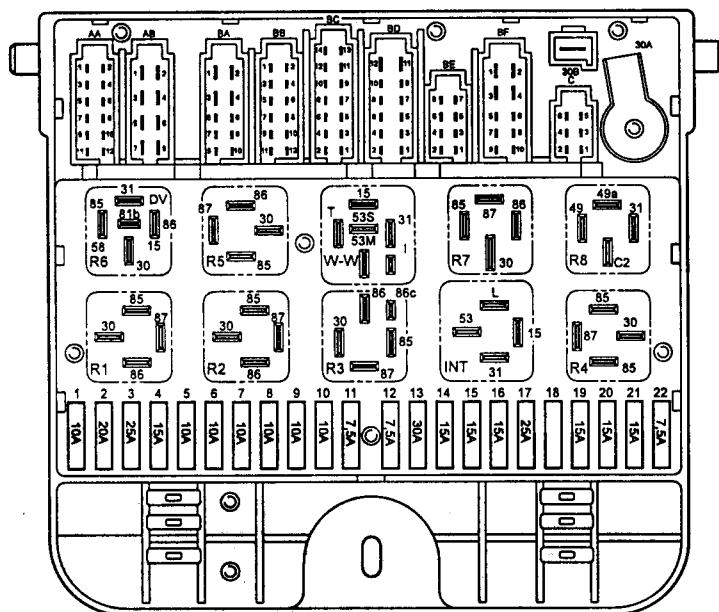 AA AB BA BB BC BD BE BF 30B C 30A
31 DV 85 81b 86 58 15 30 R6
86 87 30 85 R5
15 T 53S 31 53M I W-W
85 87 86 30 R7
49a 49 31 C2 R8
85 30 87 86 R1
85 30 87 86 R2
86 86c 30 85 87 R3
L 53 15 31 INT
85 87 30 85 R4
1 2 3 4 5 6 7 8 9 10 11 12 13 14 15 16 17 18 19 20 21 22
10A 20A 25A 15A 10A 10A 10A 10A 10A 10A 7,5A 7,5A 30A 15A 15A 15A 25A 15A 15A 15A 7,5A